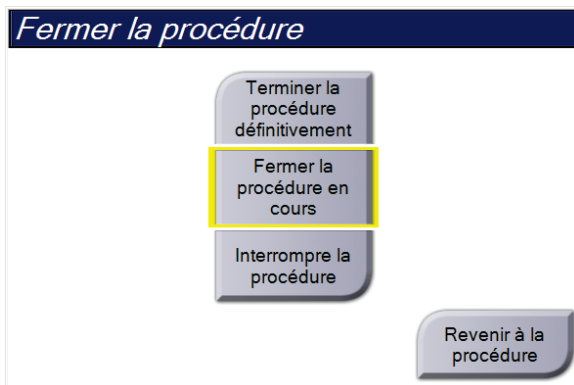 Fermer la procédure
Terminer la
procédure
définitivement
Fermer la
procédure en
cours
Interrompre la
procédure
Revenir à la
procédure